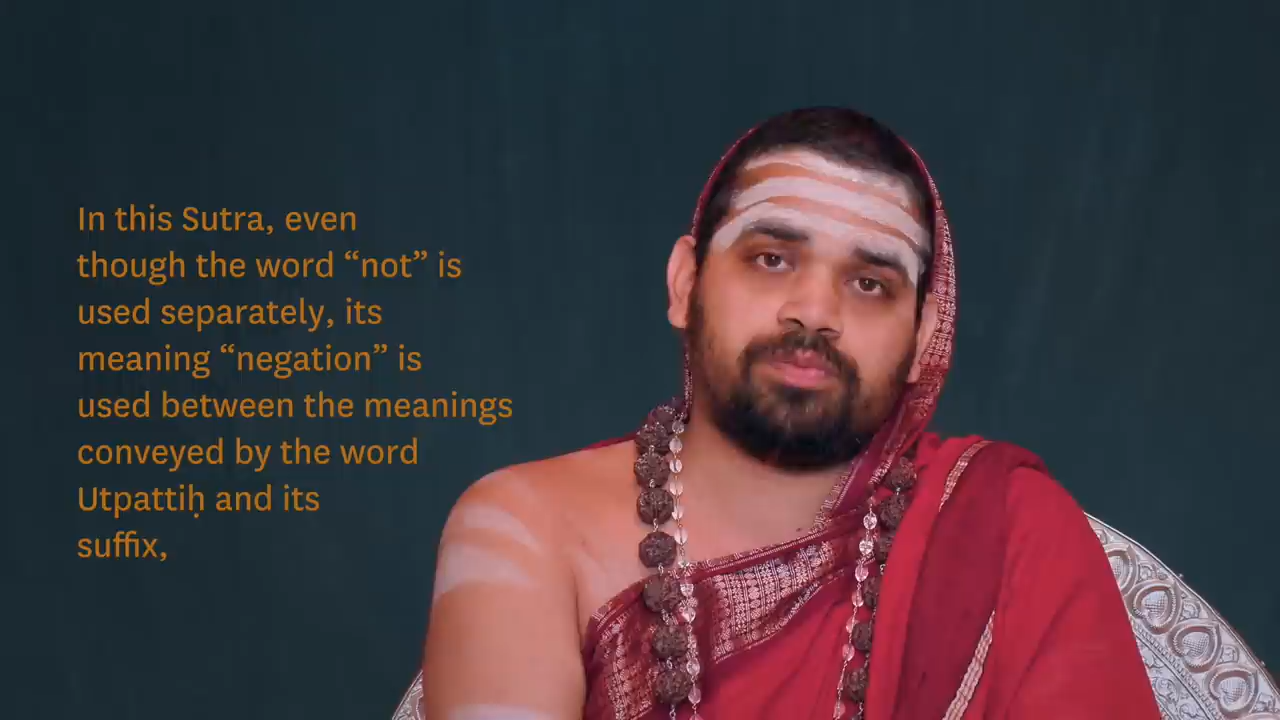 In this Sutra, even
though the word “not” is
used separately, its
meaning “negation” is
used between the meanings
conveyed by the word
Utpattiḥ and its
suffix,